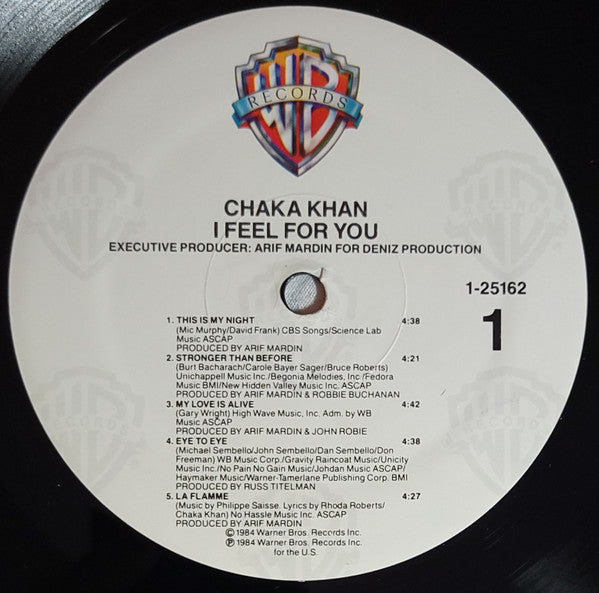 WB
RECORDS
CHAKA KHAN
I FEEL FOR YOU
EXECUTIVE PRODUCER: ARIF MARDIN FOR DENIZ PRODUCTION
1-25162
1
1. THIS IS MY NIGHT 4:38
(Mic Murphy/David Frank) CBS Songs/Science Lab
Music ASCAP
PRODUCED BY ARIF MARDIN
2. STRONGER THAN BEFORE 4:21
(Burt Bacharach/Carole Bayer Sager/Bruce Roberts)
Unichappell Music Inc./Begonia Melodies, Inc./Fedora
Music BMI/New Hidden Valley Music Inc. ASCAP
PRODUCED BY ARIF MARDIN & ROBBIE BUCHANAN
3. MY LOVE IS ALIVE 4:42
(Gary Wright) High Wave Music, Inc. Adm. by WB
Music ASCAP
PRODUCED BY ARIF MARDIN & JOHN ROBIE
4. EYE TO EYE 4:38
(Michael Sembello/John Sembello/Dan Sembello/Don
Freeman) WB Music Corp./Gravity Raincoat Music/Unicity
Music Inc./No Pain No Gain Music/Johdan Music ASCAP/
Haymaker Music/Warner-Tamerlane Publishing Corp. BMI
PRODUCED BY RUSS TITELMAN
5. LA FLAMME 4:27
(Music by Philippe Saisse. Lyrics by Rhoda Roberts/
Chaka Khan) No Hassle Music Inc. ASCAP
PRODUCED BY ARIF MARDIN
© 1984 Warner Bros. Records Inc.
℗ 1984 Warner Bros. Records Inc.
for the U.S.